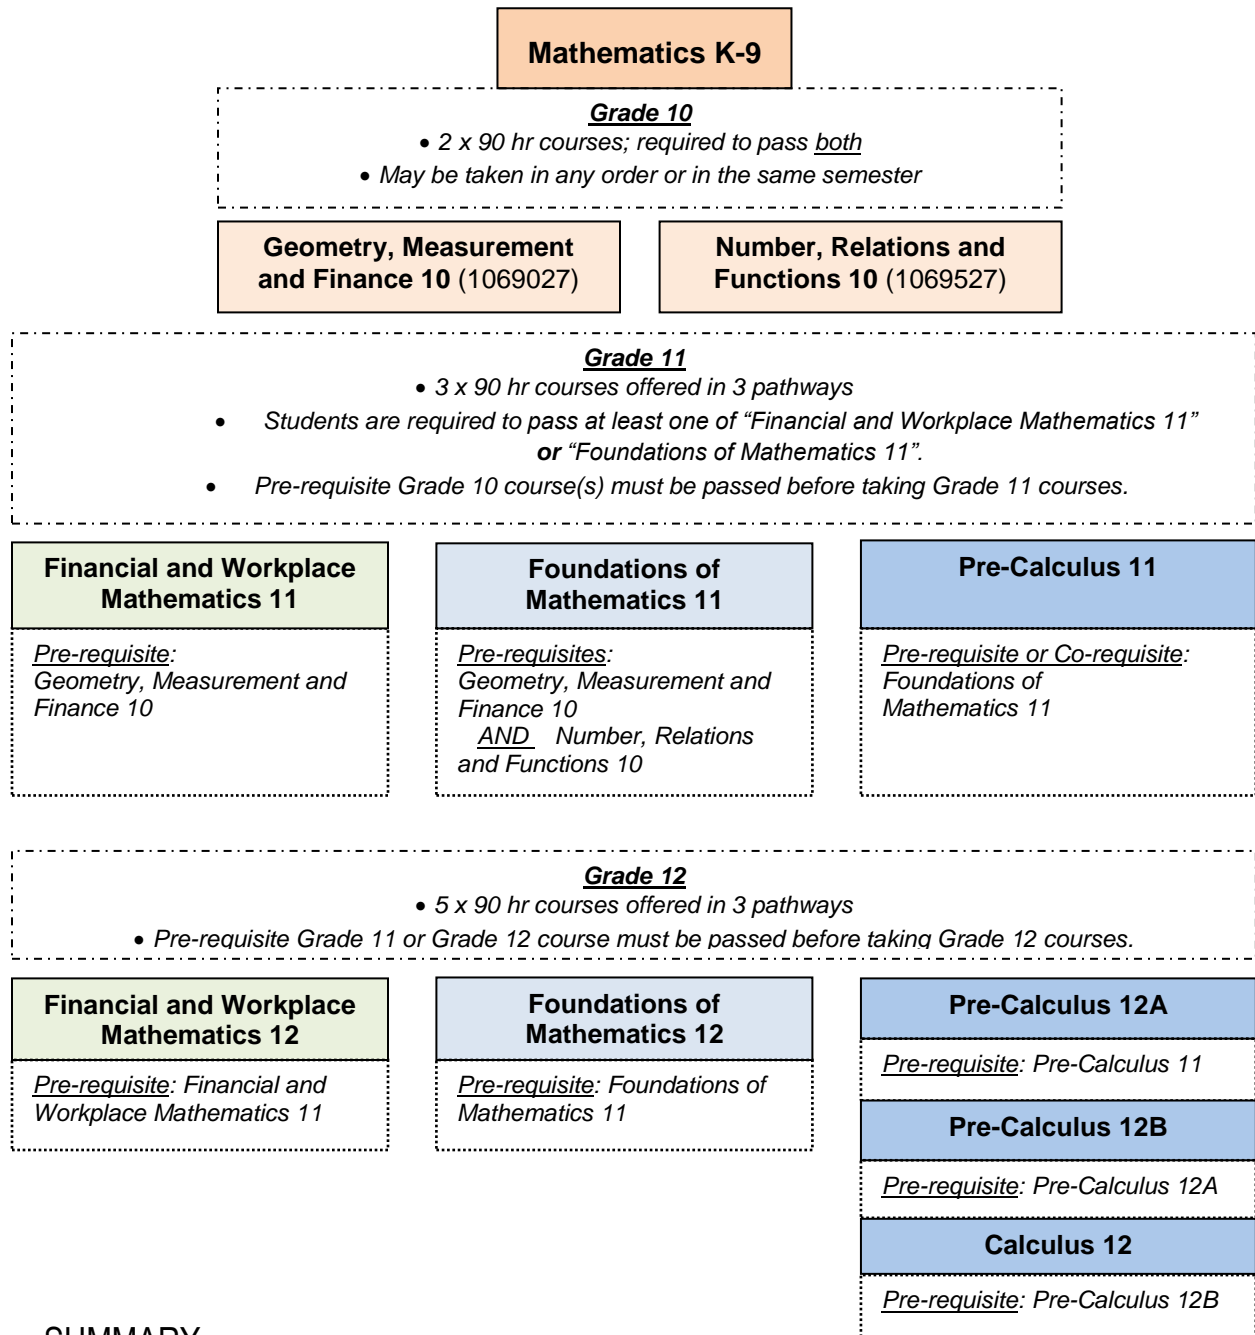 Mathematics K-9
Grade 10
• 2 x 90 hr courses; required to pass both
• May be taken in any order or in the same semester
Geometry, Measurement
and Finance 10 (1069027)
Number, Relations and
Functions 10 (1069527)
Grade 11
• 3 x 90 hr courses offered in 3 pathways
• Students are required to pass at least one of “Financial and Workplace Mathematics 11”
or “Foundations of Mathematics 11”.
• Pre-requisite Grade 10 course(s) must be passed before taking Grade 11 courses.
Financial and Workplace
Mathematics 11
Pre-requisite:
Geometry, Measurement and
Finance 10
Foundations of
Mathematics 11
Pre-requisites:
Geometry, Measurement and
Finance 10
AND Number, Relations
and Functions 10
Pre-Calculus 11
Pre-requisite or Co-requisite:
Foundations of
Mathematics 11
Grade 12
• 5 x 90 hr courses offered in 3 pathways
• Pre-requisite Grade 11 or Grade 12 course must be passed before taking Grade 12 courses.
Financial and Workplace
Mathematics 12
Pre-requisite: Financial and
Workplace Mathematics 11
Foundations of
Mathematics 12
Pre-requisite: Foundations of
Mathematics 11
Pre-Calculus 12A
Pre-requisite: Pre-Calculus 11
Pre-Calculus 12B
Pre-requisite: Pre-Calculus 12A
Calculus 12
Pre-requisite: Pre-Calculus 12B
SUMMARY